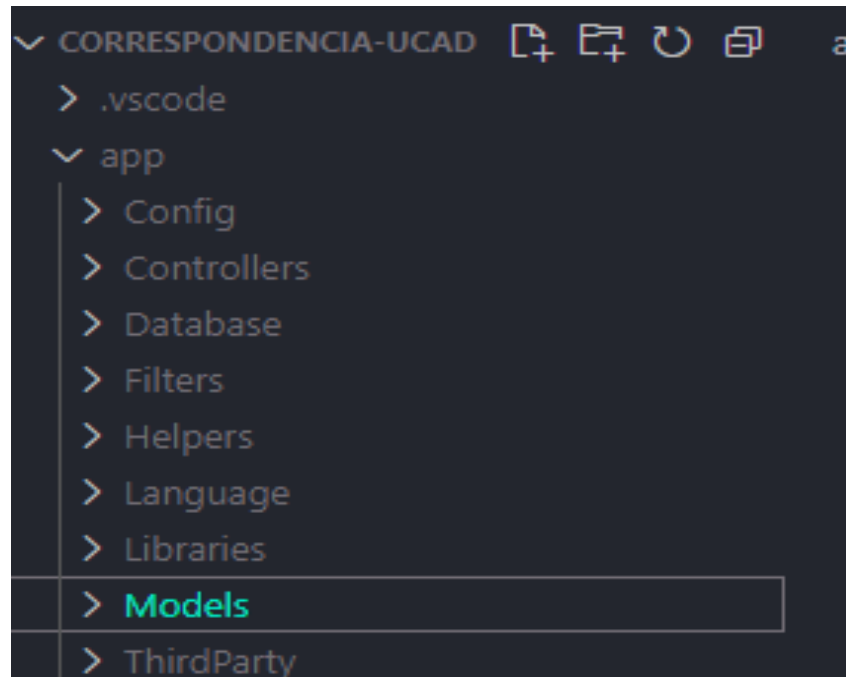 CORRESPONDENCIA-UCAD
.vscode
app
Config
Controllers
Database
Filters
Helpers
Language
Libraries
Models
ThirdParty